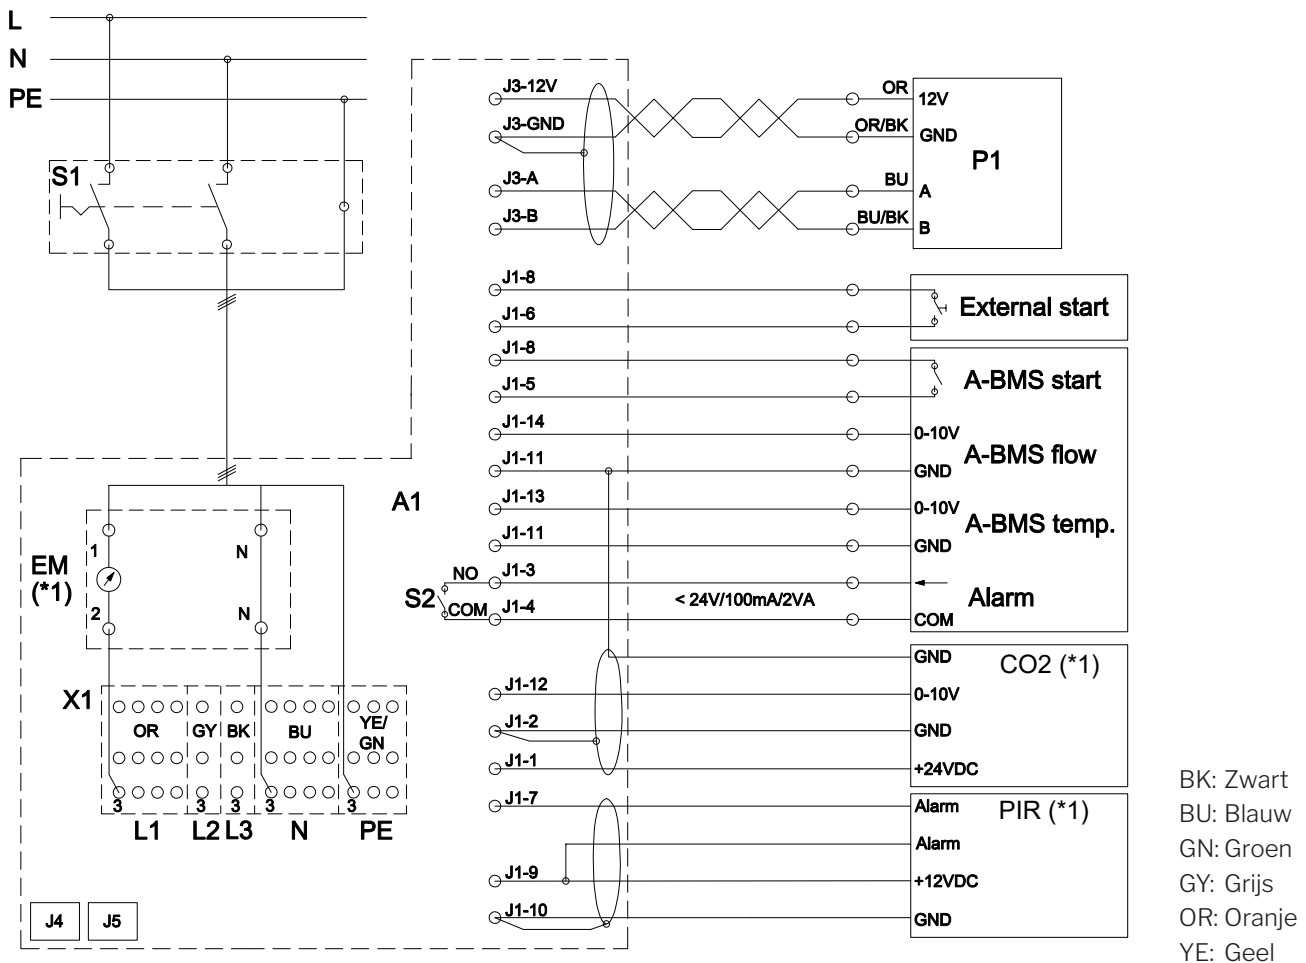 L
N
PE
S1
J3-12V
J3-GND
J3-A
J3-B
OR
OR/BK
BU
BU/BK
12V
GND
A
B
P1
J1-8
J1-6
External start
J1-8
J1-5
A-BMS start
J1-14
0-10V
J1-11
GND
A-BMS flow
J1-13
0-10V
J1-11
GND
A-BMS temp.
A1
S2
NO
COM
J1-3
J1-4
< 24V/100mA/2VA
Alarm
COM
GND
CO2 (*1)
J1-12
0-10V
J1-2
GND
J1-1
+24VDC
J1-7
Alarm
PIR (*1)
Alarm
J1-9
+12VDC
J1-10
GND
EM
(*1)
1
2
N
N
X1
OR
GY
BK
BU
YE/
GN
3
3
3
3
3
L1
L2
L3
N
PE
J4
J5
BK: Zwart
BU: Blauw
GN: Groen
GY: Grijs
OR: Oranje
YE: Geel